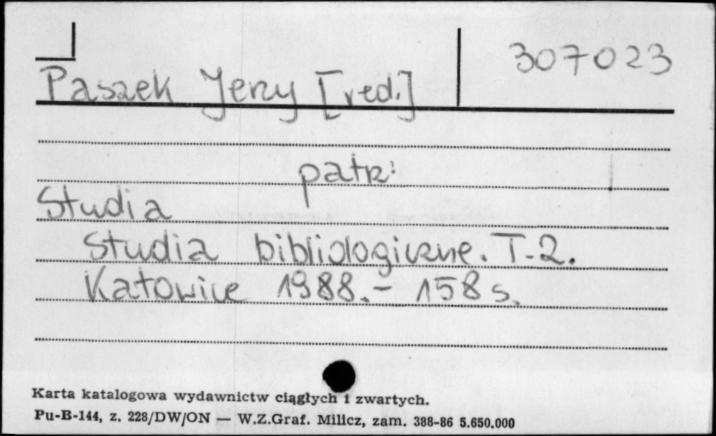 307023
Paszek Jerzy [red.]
patrz:
Studia
Studia bibliologiczne. T. 2.
Katowice 1988. - 158 s.
Karta katalogowa wydawnictw ciągłych i zwartych.
Pu-B-144, z. 228/DW/ON — W.Z.Graf. Milicz, zam. 388-86 5.650.000